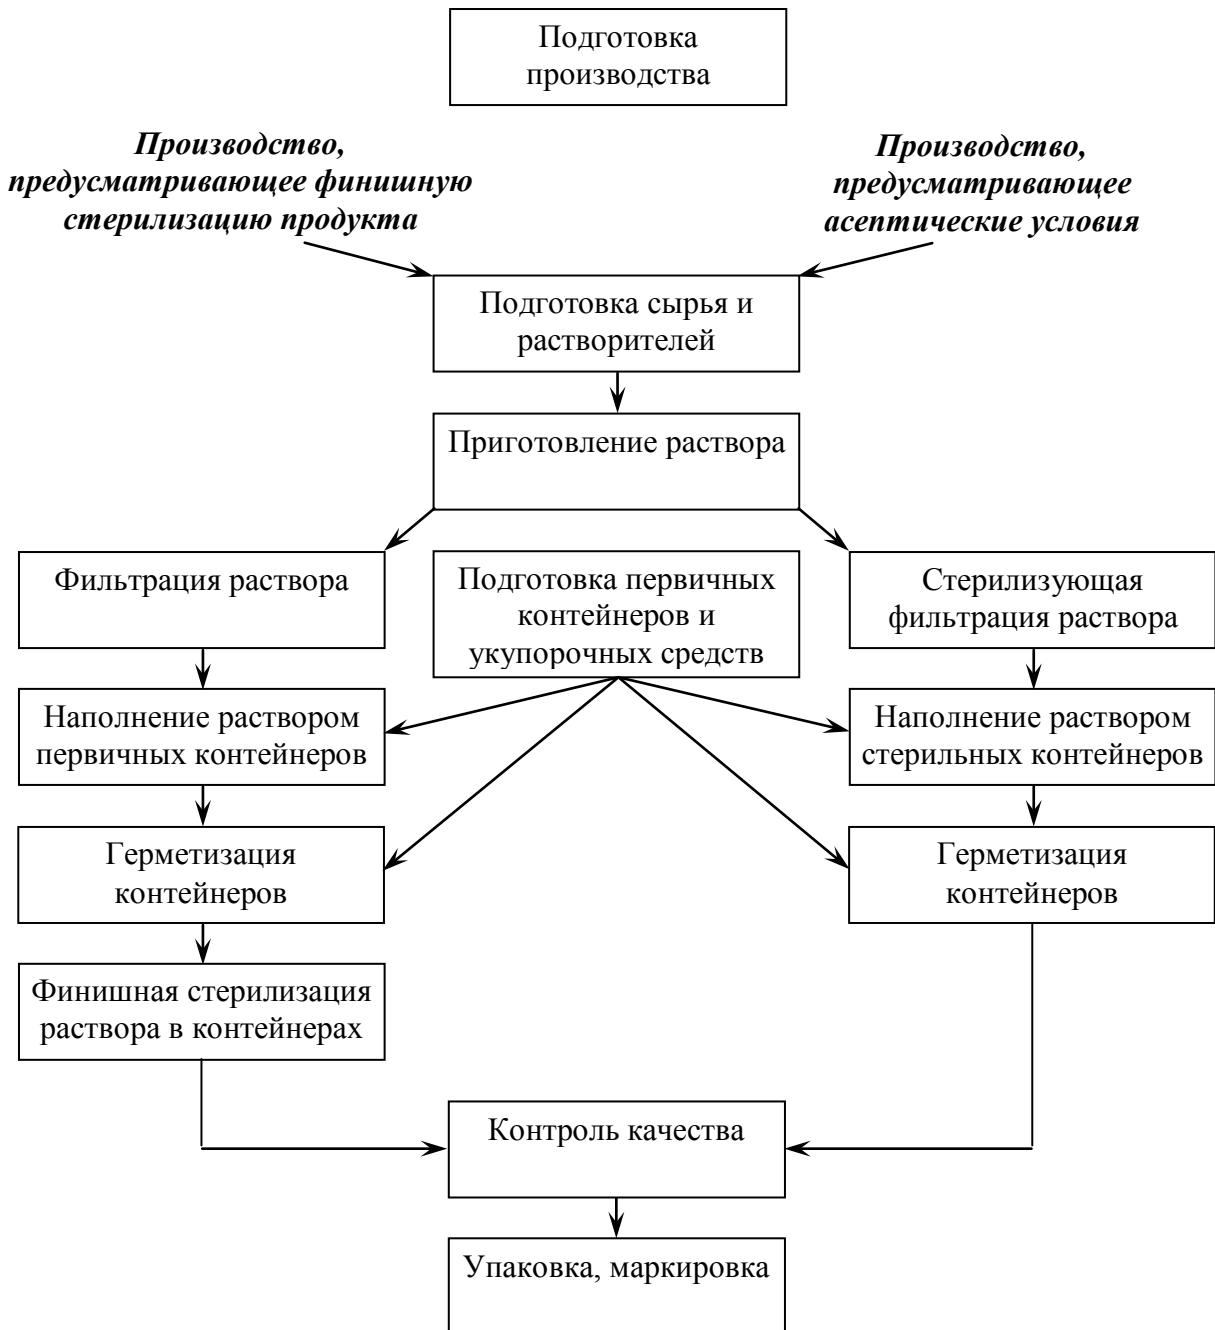 Подготовка
производства
Производство,
предусматривающее финишную
стерилизацию продукта
Производство,
предусматривающее
асептические условия
Подготовка сырья и
растворителей
Приготовление раствора
Фильтрация раствора
Подготовка первичных
контейнеров и
укупорочных средств
Стерилизующая
фильтрация раствора
Наполнение раствором
первичных контейнеров
Наполнение раствором
стерильных контейнеров
Герметизация
контейнеров
Герметизация
контейнеров
Финишная стерилизация
раствора в контейнерах
Контроль качества
Упаковка, маркировка